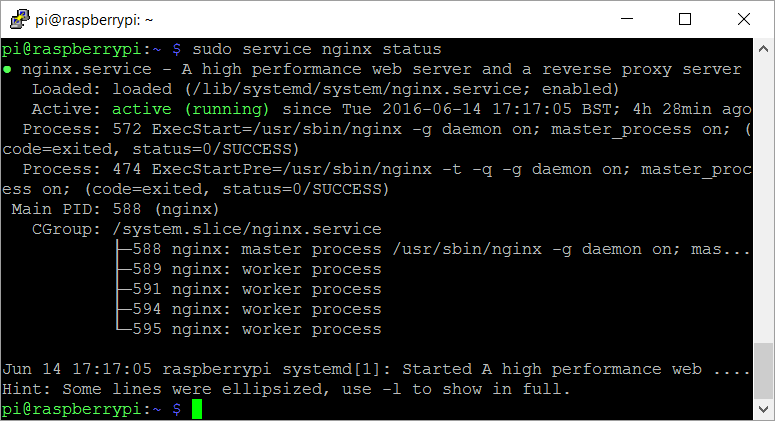 pi@raspberrypi: ~
pi@raspberrypi:~ $ sudo service nginx status
● nginx.service - A high performance web server and a reverse proxy server
   Loaded: loaded (/lib/systemd/system/nginx.service; enabled)
   Active: active (running) since Tue 2016-06-14 17:17:05 BST; 4h 28min ago
  Process: 572 ExecStart=/usr/sbin/nginx -g daemon on; master_process on; (
code=exited, status=0/SUCCESS)
  Process: 474 ExecStartPre=/usr/sbin/nginx -t -q -g daemon on; master_proc
ess on; (code=exited, status=0/SUCCESS)
 Main PID: 588 (nginx)
   CGroup: /system.slice/nginx.service
           ├─588 nginx: master process /usr/sbin/nginx -g daemon on; mas...
           ├─589 nginx: worker process
           ├─591 nginx: worker process
           ├─594 nginx: worker process
           └─595 nginx: worker process

Jun 14 17:17:05 raspberrypi systemd[1]: Started A high performance web ....
Hint: Some lines were ellipsized, use -l to show in full.
pi@raspberrypi:~ $